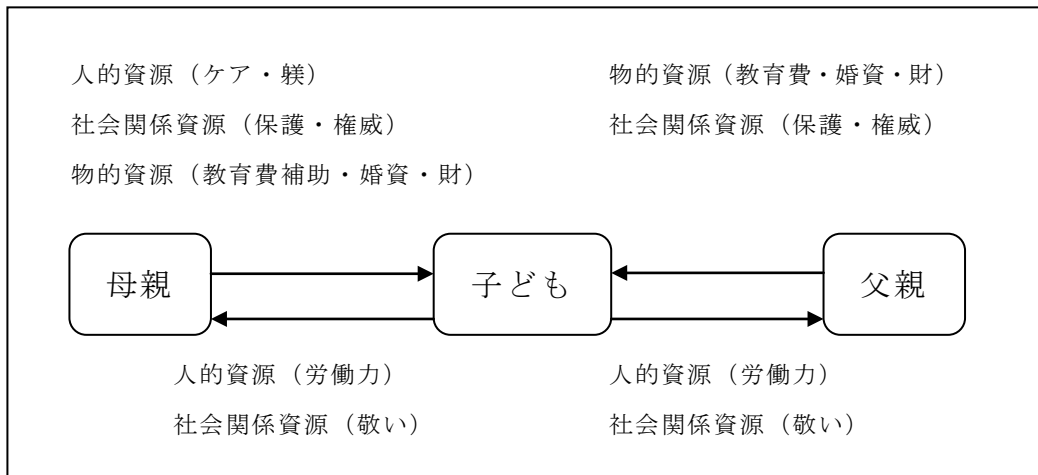 人的資源（ケア・躾）
社会関係資源（保護・権威）
物的資源（教育費補助・婚資・財）
物的資源（教育費・婚資・財）
社会関係資源（保護・権威）
母親
子ども
父親
人的資源（労働力）
社会関係資源（敬い）
人的資源（労働力）
社会関係資源（敬い）